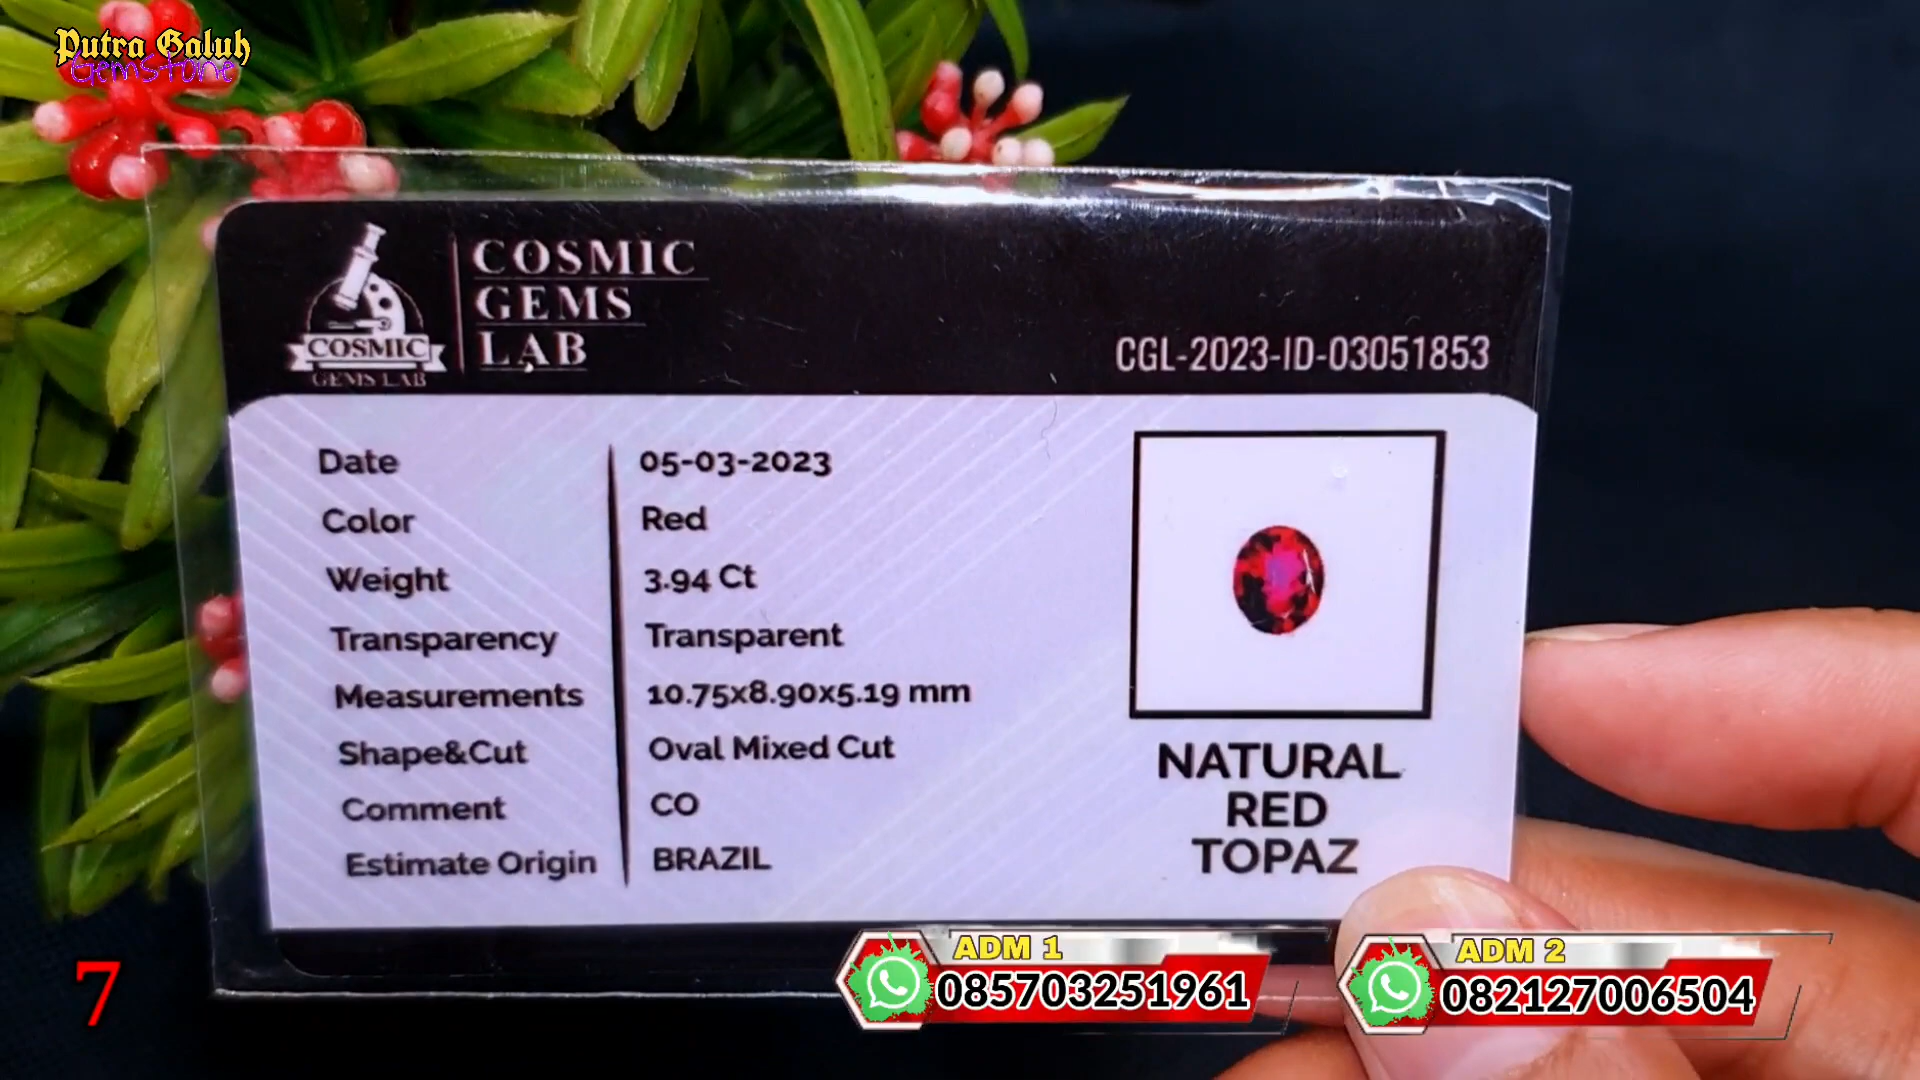 Putra Galuh
Gemstone
COSMIC
GEMS
LAB
COSMIC
GEMS LAB
CGL-2023-ID-03051853
Date 05-03-2023
Color Red
Weight 3.94 Ct
Transparency Transparent
Measurements 10.75x8.90x5.19 mm
Shape&Cut Oval Mixed Cut
Comment CO
Estimate Origin BRAZIL
NATURAL
RED
TOPAZ
7
ADM 1
085703251961
ADM 2
082127006504